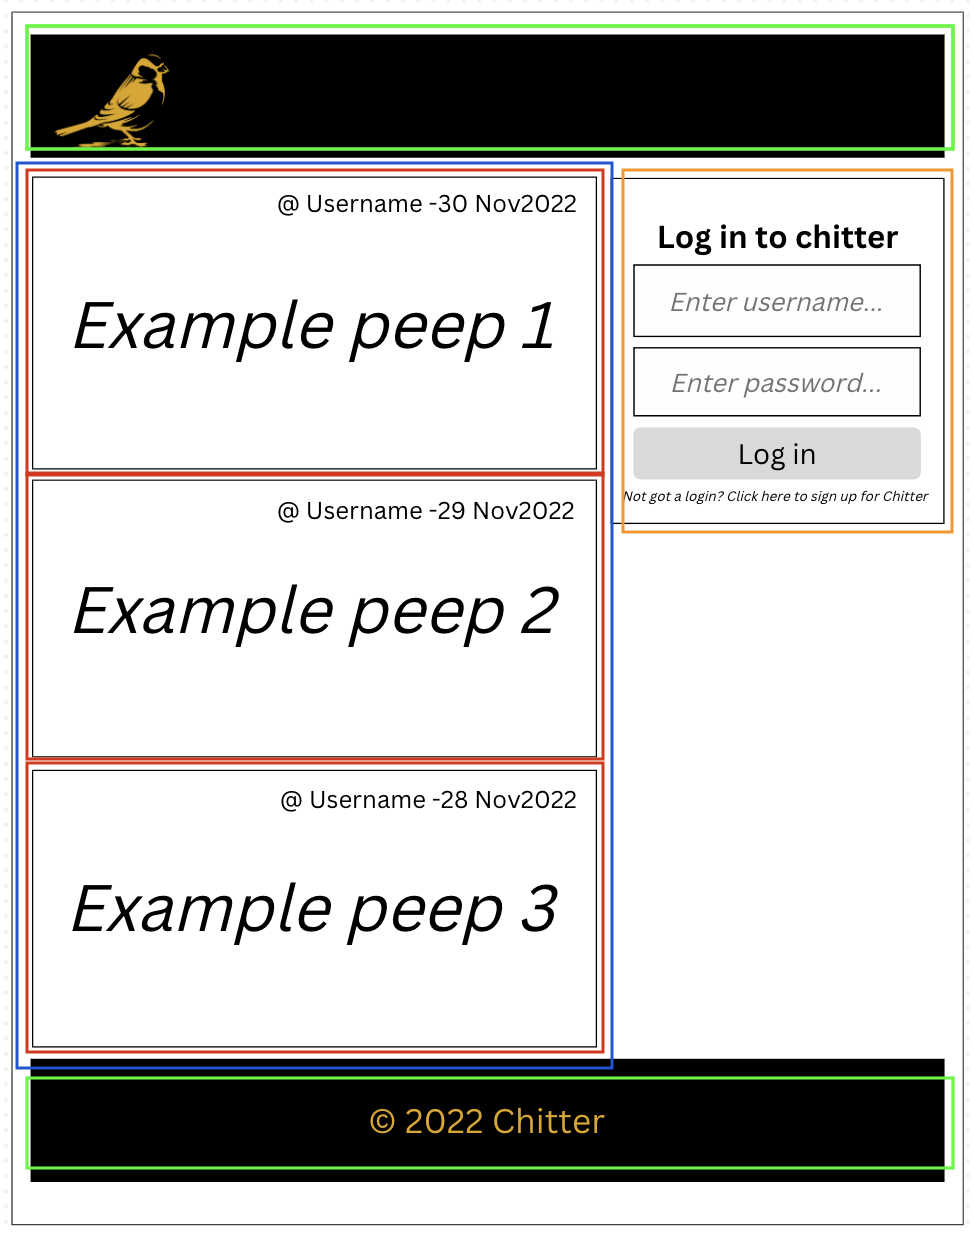 @ Username -30 Nov2022
Example peep 1
@ Username -29 Nov2022
Example peep 2
@ Username -28 Nov2022
Example peep 3
Log in to chitter
Enter username...
Enter password...
Log in
Not got a login? Click here to sign up for Chitter
© 2022 Chitter